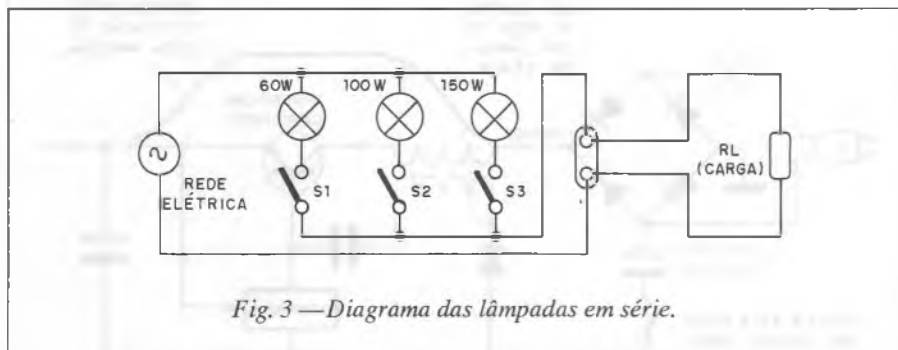 60W 100W 150W
S1 S2 S3
REDE
ELÉTRICA
RL
(CARGA)
Fig. 3 — Diagrama das lâmpadas em série.